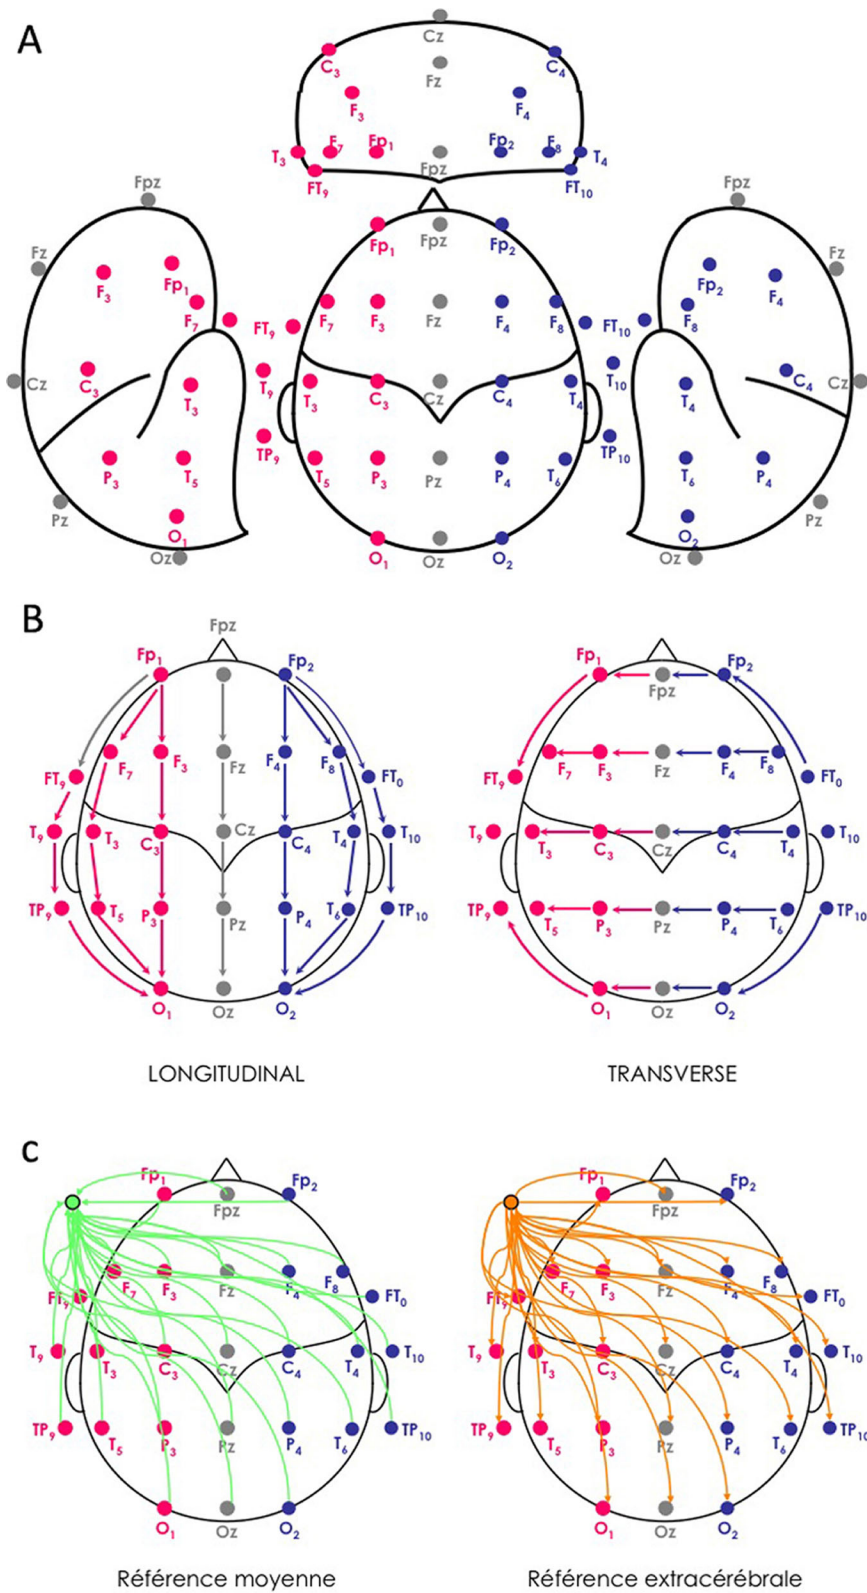 A
Cz
C3 C4
Fz
F3 F4
F7 Fp1 Fp2 F8
T3 Fpz T4
FT9 FT10
Fpz Fpz
Fp1 Fpz Fp2
Fz Fz
F3 Fp1 Fp2 F4
F7 FT9 F7 F3 Fz F4 F8 FT10 F8
Cz C3 T3 T9 T3 C3 Cz C4 T4 T10 T4 C4 Cz
P3 T5 TP9 T5 P3 Pz P4 T6 TP10 T6 P4
Pz Pz
O1 O2
Oz O1 Oz O2 Oz
B
Fpz
Fp1 Fp2 Fp1 Fpz Fp2
FT9 F7 F3 Fz F4 F8 FT0 FT9 F7 F3 Fz F4 F8 FT0
T9 T3 C3 Cz C4 T4 T10 T9 T3 C3 Cz C4 T4 T10
TP9 T5 P3 Pz P4 T6 TP10 TP9 T5 P3 Pz P4 T6 TP10
O1 Oz O2 O1 Oz O2
LONGITUDINAL TRANSVERSE
C
Fp1 Fpz Fp2 Fp1 Fpz Fp2
FT9 F7 F3 Fz F4 F8 FT0 FT9 F7 F3 Fz F4 F8 FT0
T9 T3 C3 Cz C4 T4 T10 T9 T3 C3 Cz C4 T4 T10
TP9 T5 P3 Pz P4 T6 TP10 TP9 T5 P3 Pz P4 T6 TP10
O1 Oz O2 O1 Oz O2
Référence moyenne Référence extracérébrale